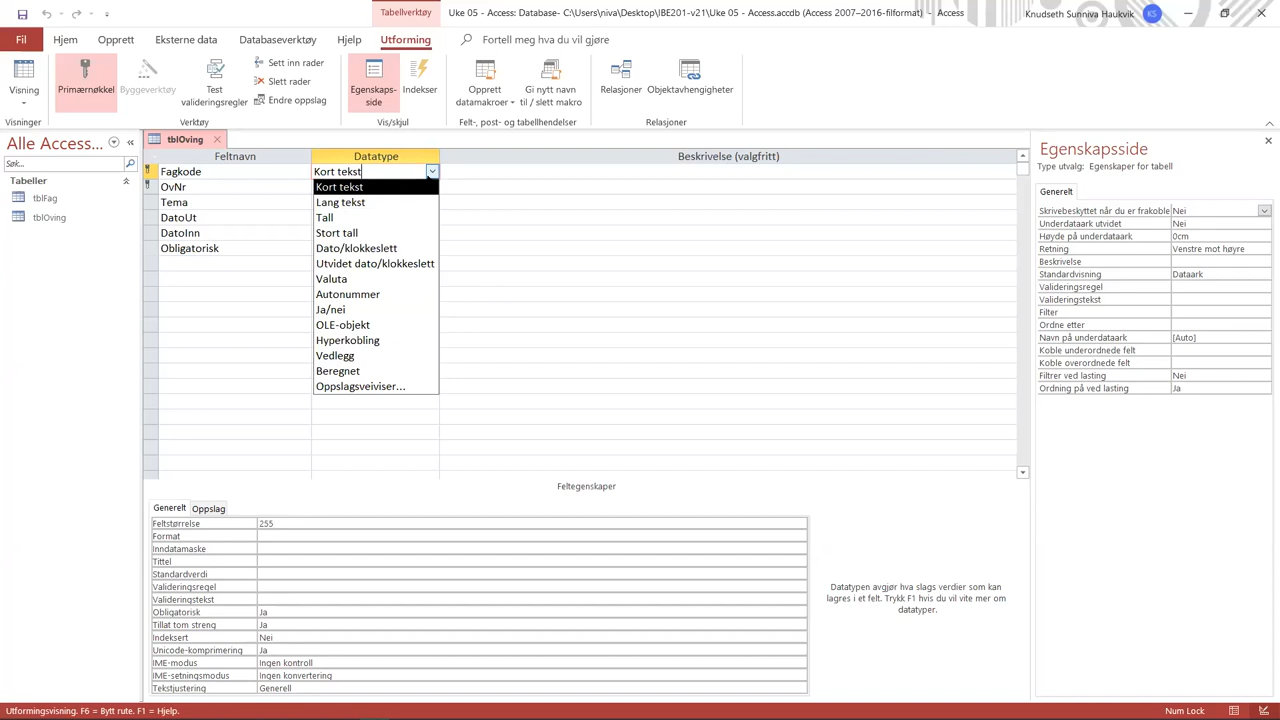 Tabellverktøy
Uke 05 - Access: Database- C:\Users\niva\Desktop\IBE201-v21\Uke 05 - Access.accdb (Access 2007–2016-filformat) - Access
Knudseth Sunniva Haukvik
KS
Fil
Hjem
Opprett
Eksterne data
Databaseverktøy
Hjelp
Utforming
Fortell meg hva du vil gjøre
Visning
Primærnøkkel
Byggeverktøy
Test valideringsregler
Sett inn rader
Slett rader
Endre oppslag
Egenskaps-
side
Indekser
Opprett
datamakroer
Gi nytt navn
til / slett makro
Relasjoner
Objektavhengigheter
Visninger
Verktøy
Vis/skjul
Felt-, post- og tabellhendelser
Relasjoner
Alle Access...
Søk...
Tabeller
tblFag
tblOving
tblOving
Feltnavn
Datatype
Beskrivelse (valgfritt)
Fagkode
Kort tekst
OvNr
Tema
DatoUt
DatoInn
Obligatorisk
Kort tekst
Lang tekst
Tall
Stort tall
Dato/klokkeslett
Utvidet dato/klokkeslett
Valuta
Autonummer
Ja/nei
OLE-objekt
Hyperkobling
Vedlegg
Beregnet
Oppslagsveiviser...
Feltegenskaper
Generelt
Oppslag
Feltstørrelse 255
Format
Inndatamaske
Tittel
Standardverdi
Valideringsregel
Valideringstekst
Obligatorisk Ja
Tillat tom streng Ja
Indeksert Nei
Unicode-komprimering Ja
IME-modus Ingen kontroll
IME-setningsmodus Ingen konvertering
Tekstjustering Generell
Datatypen avgjør hva slags verdier som kan
lagres i et felt. Trykk F1 hvis du vil vite mer om
datatyper.
Egenskapsside
Type utvalg: Egenskaper for tabell
Generelt
Skrivebeskyttet når du er frakoble Nei
Underdataark utvidet Nei
Høyde på underdataark 0cm
Retning Venstre mot høyre
Beskrivelse
Standardvisning Dataark
Valideringsregel
Valideringstekst
Filter
Ordne etter
Navn på underdataark [Auto]
Koble underordnede felt
Koble overordnede felt
Filtrer ved lasting Nei
Ordning på ved lasting Ja
Utformingsvisning. F6 = Bytt rute. F1 = Hjelp.
Num Lock